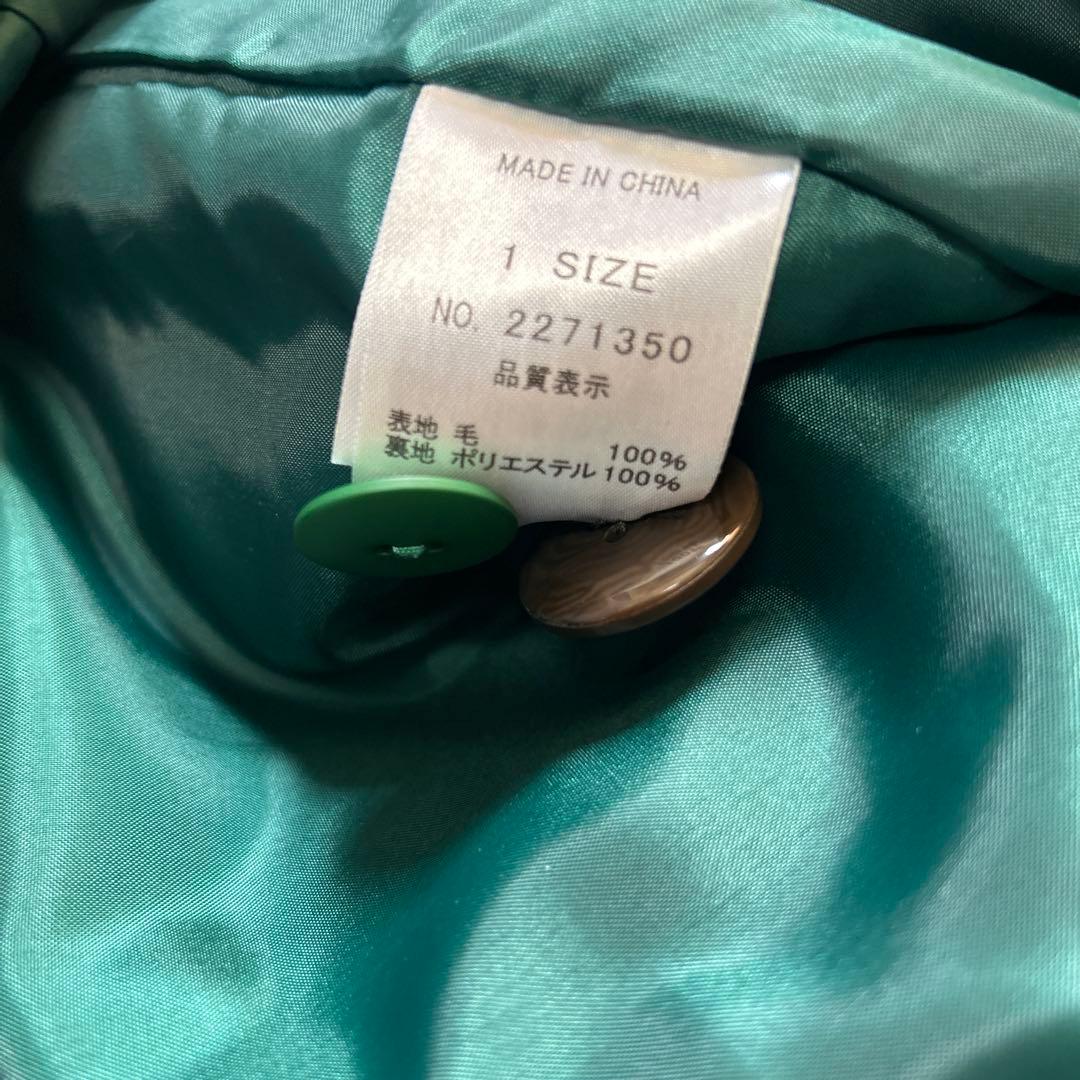 MADE IN CHINA
1 SIZE
NO. 2271350
品質表示
表地 毛 100%
裏地 ポリエステル 100%